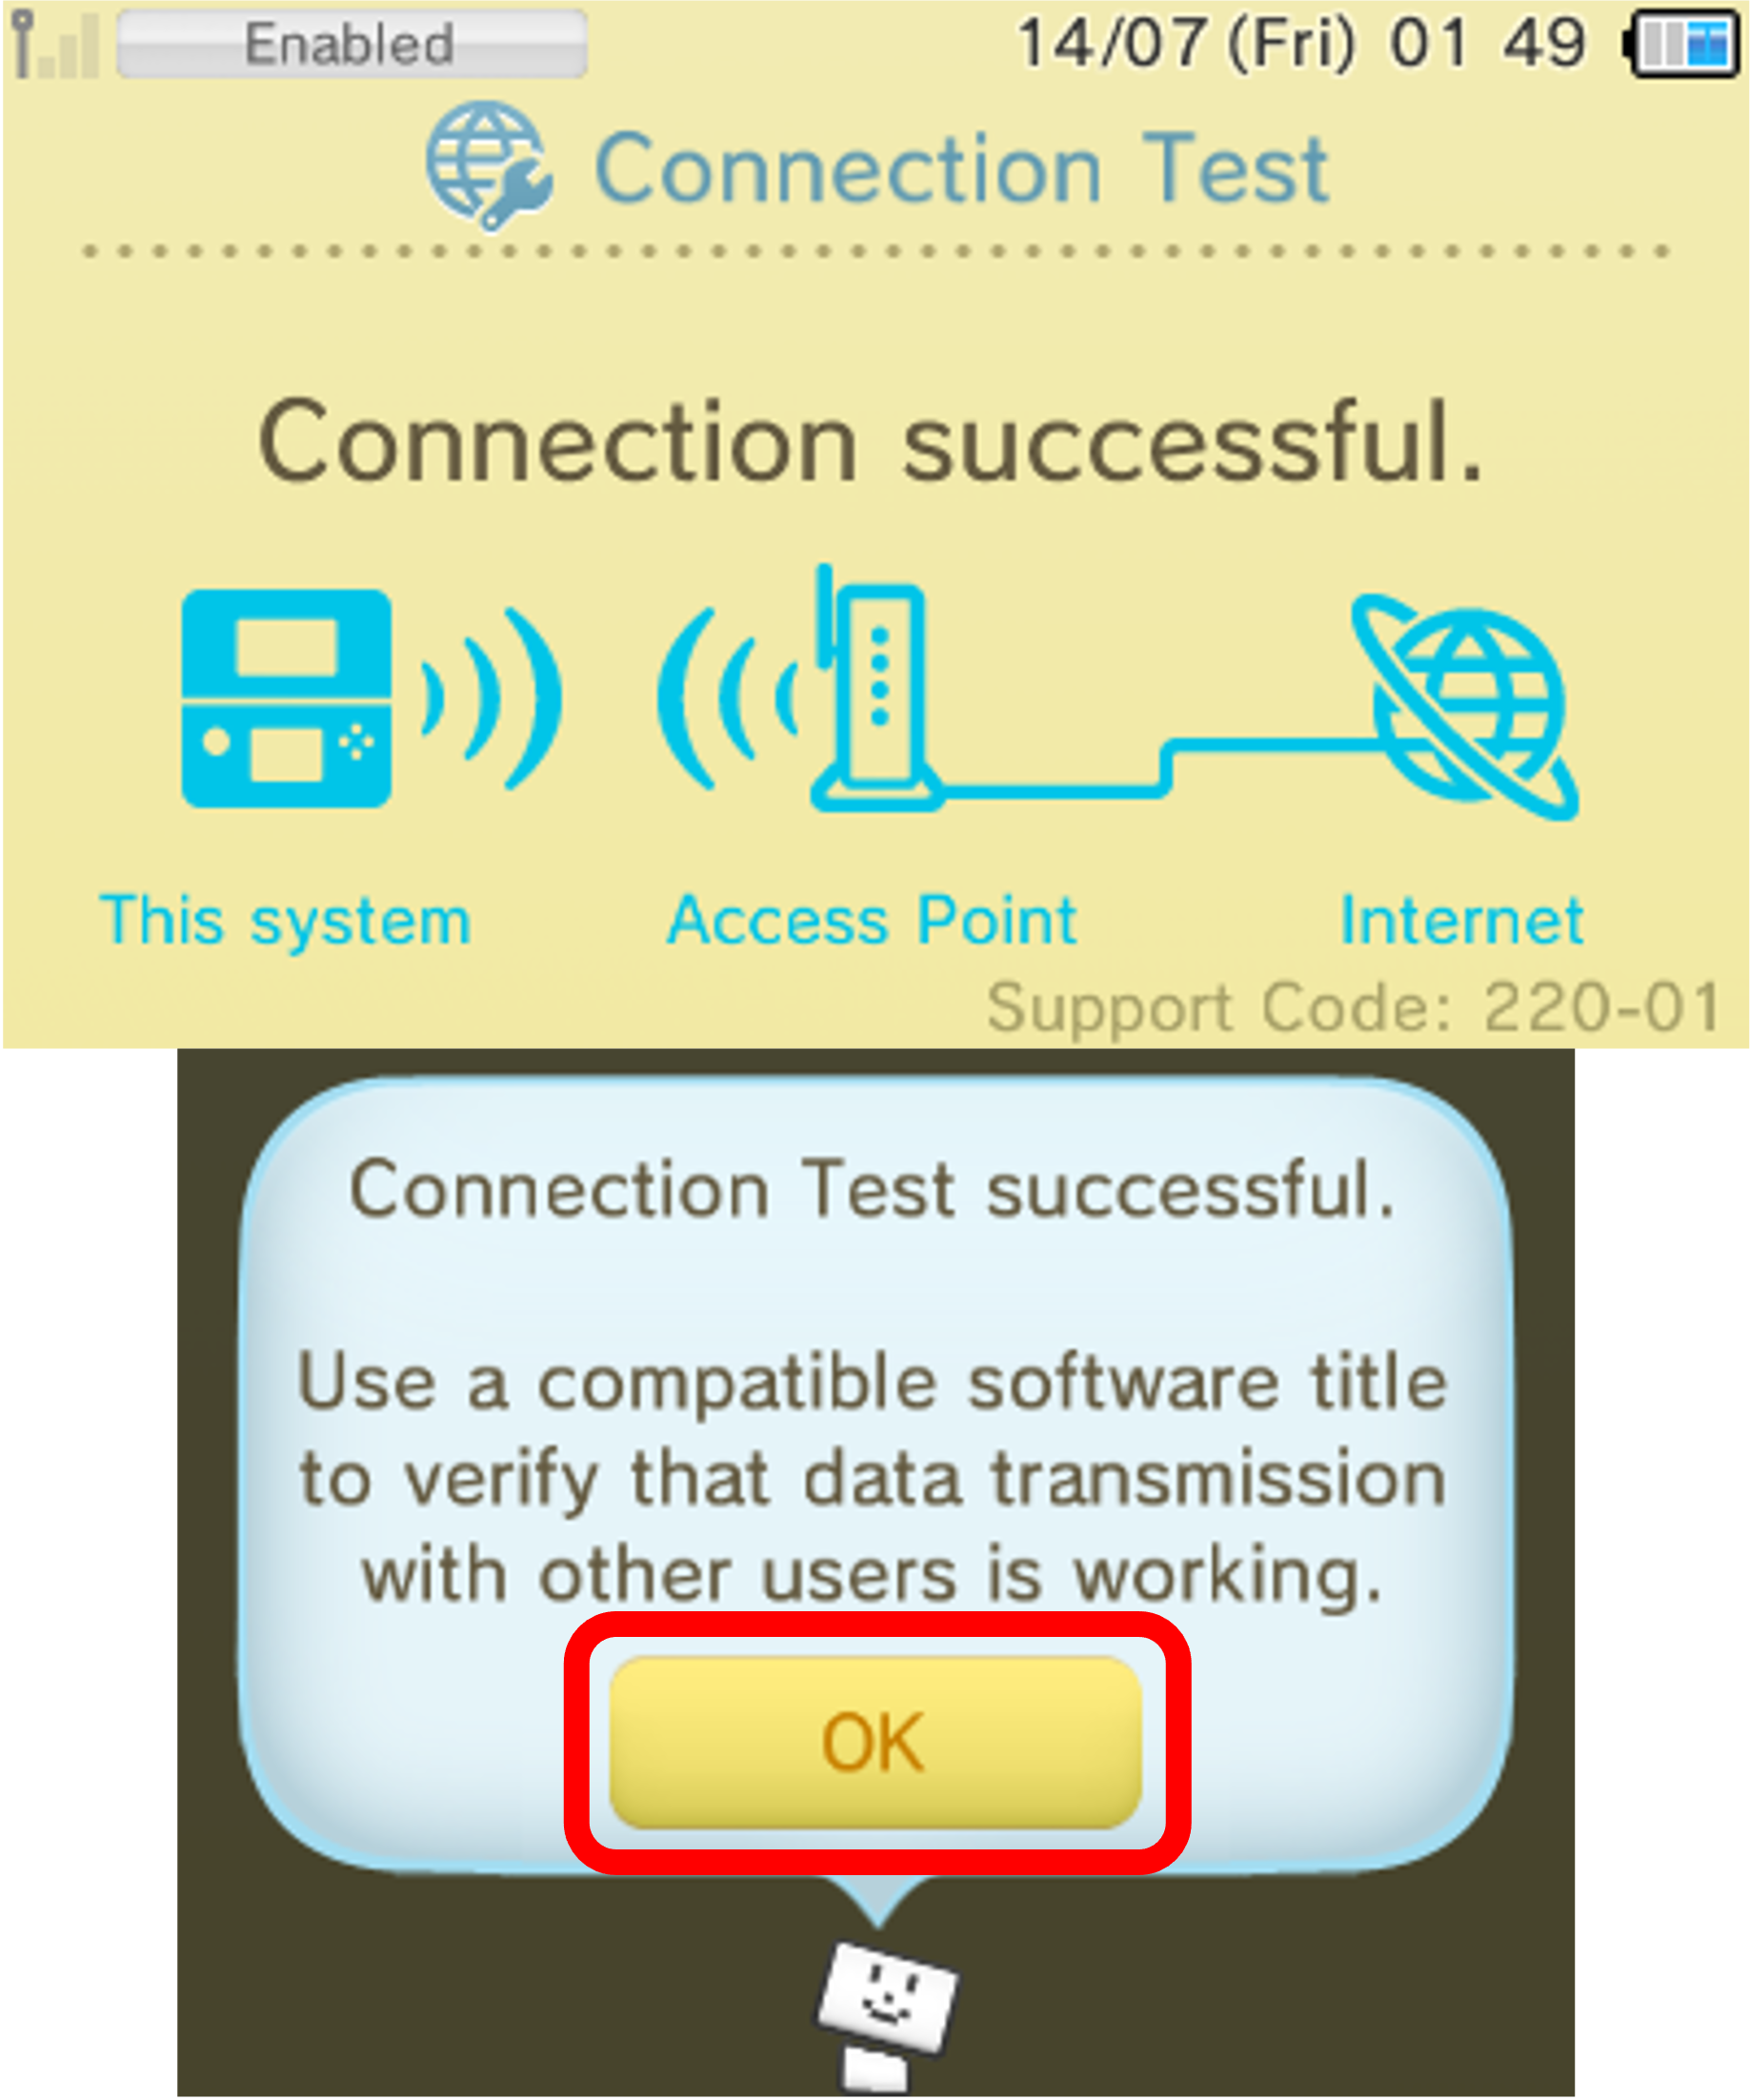 Enabled
14/07 (Fri) 01 49
Connection Test
Connection successful.
This system
Access Point
Internet
Support Code: 220-01
Connection Test successful.
Use a compatible software title
to verify that data transmission
with other users is working.
OK